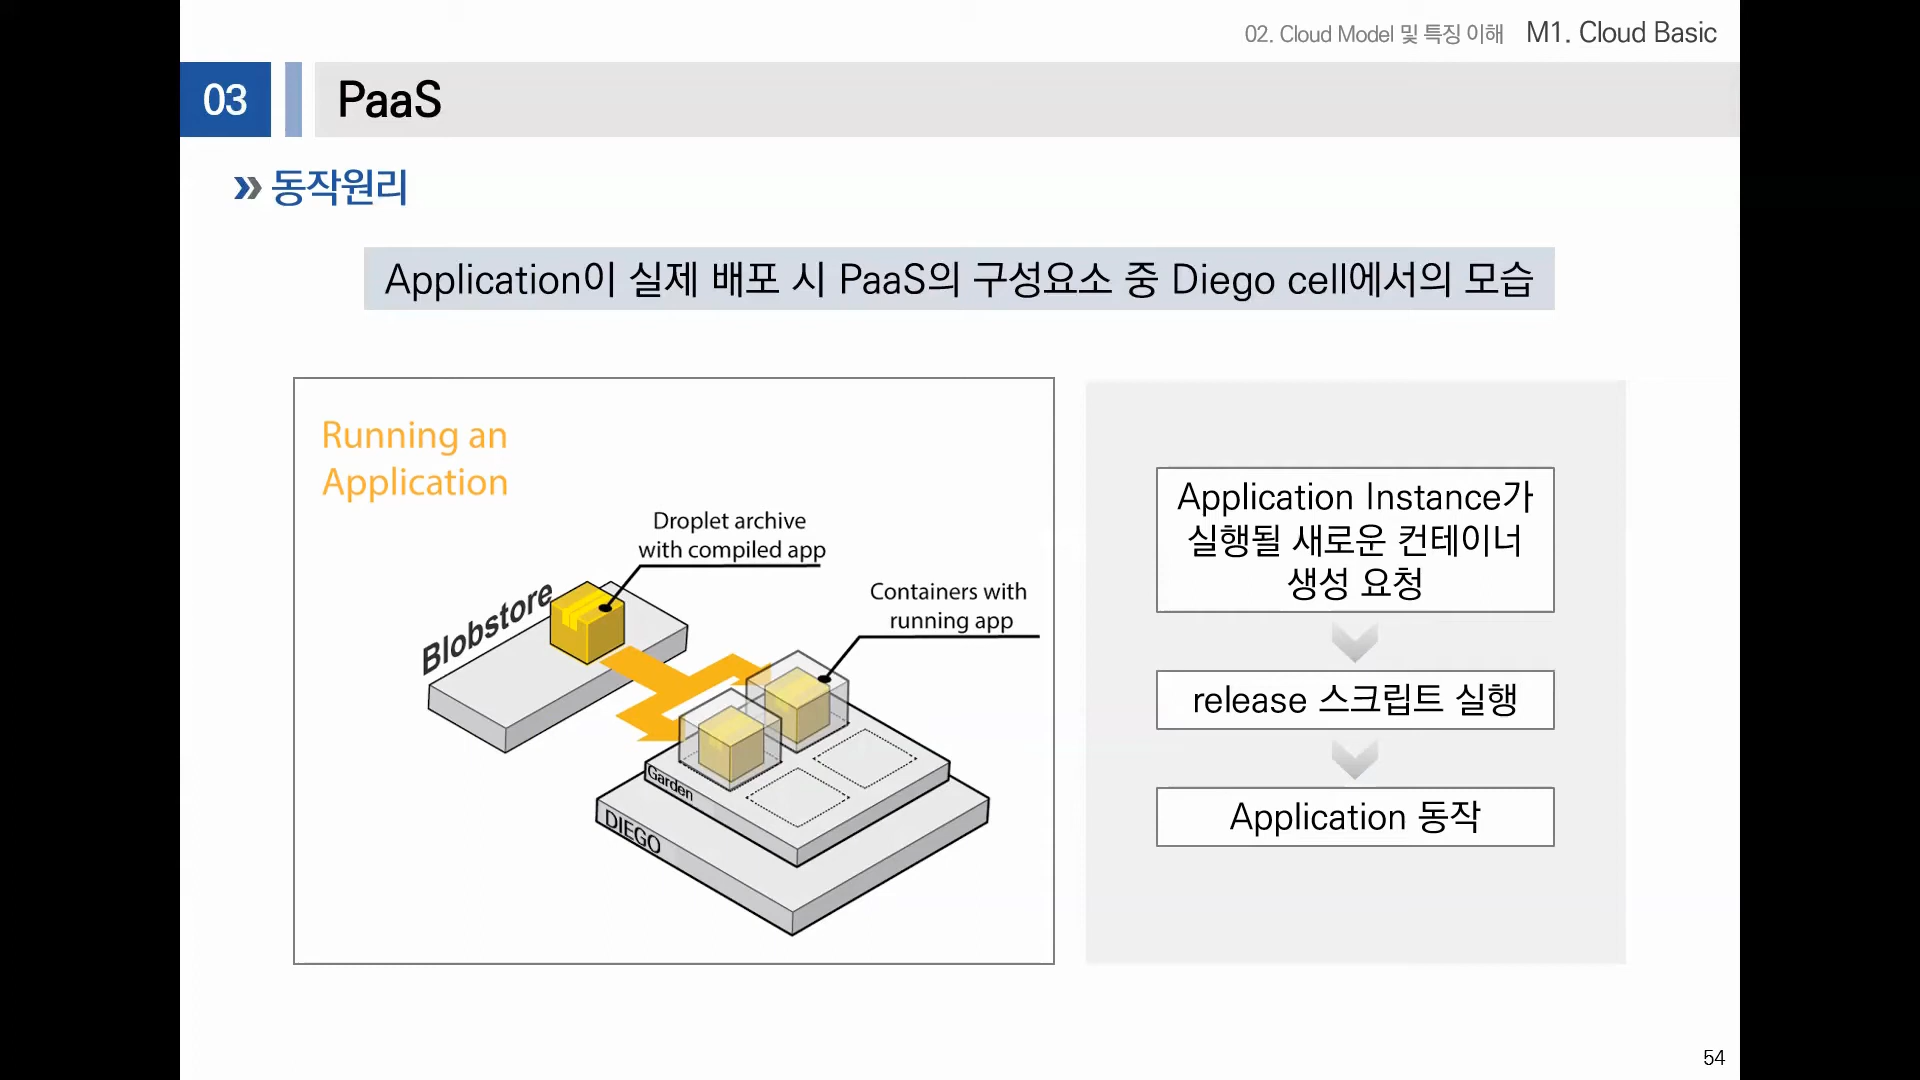 02. Cloud Model 및 특징 이해 M1. Cloud Basic
03 PaaS
동작원리
Application이 실제 배포 시 PaaS의 구성요소 중 Diego cell에서의 모습
Running an
Application
Droplet archive
with compiled app
Containers with
running app
Blobstore
Garden
DIEGO
Application Instance가
실행될 새로운 컨테이너
생성 요청
release 스크립트 실행
Application 동작
54